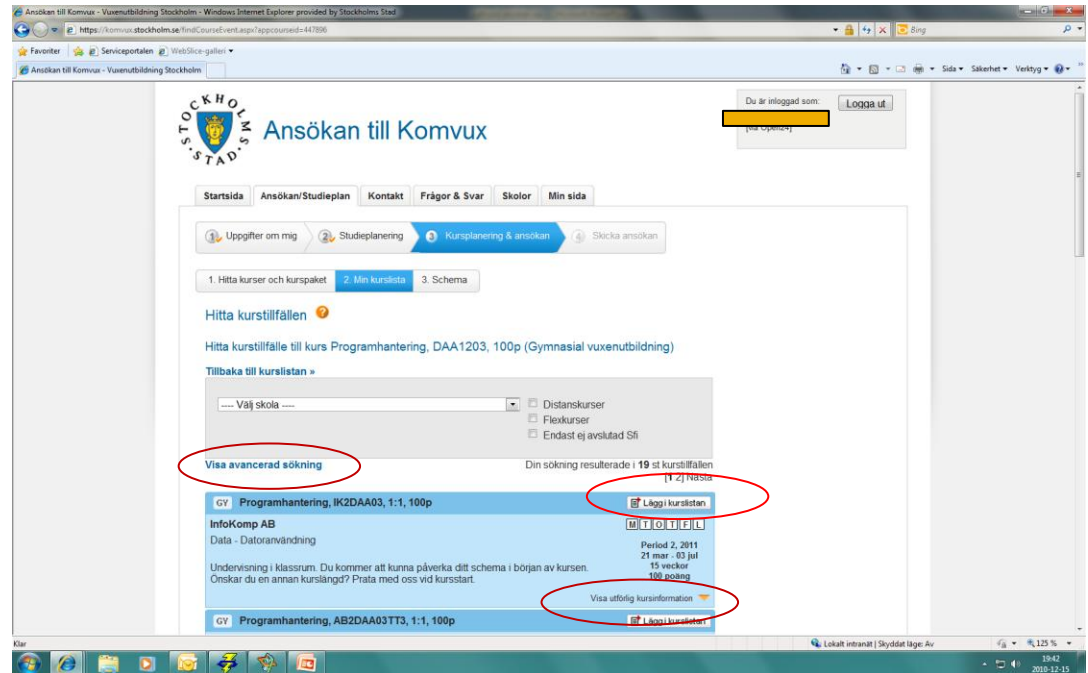 Ansökan till Komvux - Vuxenutbildning Stockholm - Windows Internet Explorer provided by Stockholms Stad
https://komvux.stockholm.se/findCourseEvent.aspx?appcourseid=447896
Bing
Favoriter Serviceportalen WebSlice-galleri
Ansökan till Komvux - Vuxenutbildning Stockholm
Sida Säkerhet Verktyg
STOCKHOLMS STAD
Ansökan till Komvux
Du är inloggad som: Logga ut
[via Open24]
Startsida Ansökan/Studieplan Kontakt Frågor & Svar Skolor Min sida
1 Uppgifter om mig 2 Studieplanering 3 Kursplanering & ansökan 4 Skicka ansökan
1. Hitta kurser och kurspaket 2. Min kurslista 3. Schema
Hitta kurstillfällen
Hitta kurstillfälle till kurs Programhantering, DAA1203, 100p (Gymnasial vuxenutbildning)
Tillbaka till kurslistan »
---- Välj skola ----
Distanskurser
Flexkurser
Endast ej avslutad Sfi
Visa avancerad sökning
Din sökning resulterade i 19 st kurstillfällen
[1 2] Nästa
GY Programhantering, IK2DAA03, 1:1, 100p Lägg i kurslistan
InfoKomp AB M T O T F L
Data - Datoranvändning
Period 2, 2011
21 mar - 03 jul
15 veckor
100 poäng
Undervisning i klassrum. Du kommer att kunna påverka ditt schema i början av kursen.
Önskar du en annan kurslängd? Prata med oss vid kursstart.
Visa utförlig kursinformation
GY Programhantering, AB2DAA03TT3, 1:1, 100p Lägg i kurslistan
Klar Lokalt intranät | Skyddat läge: Av 125 %
19:42
2010-12-15